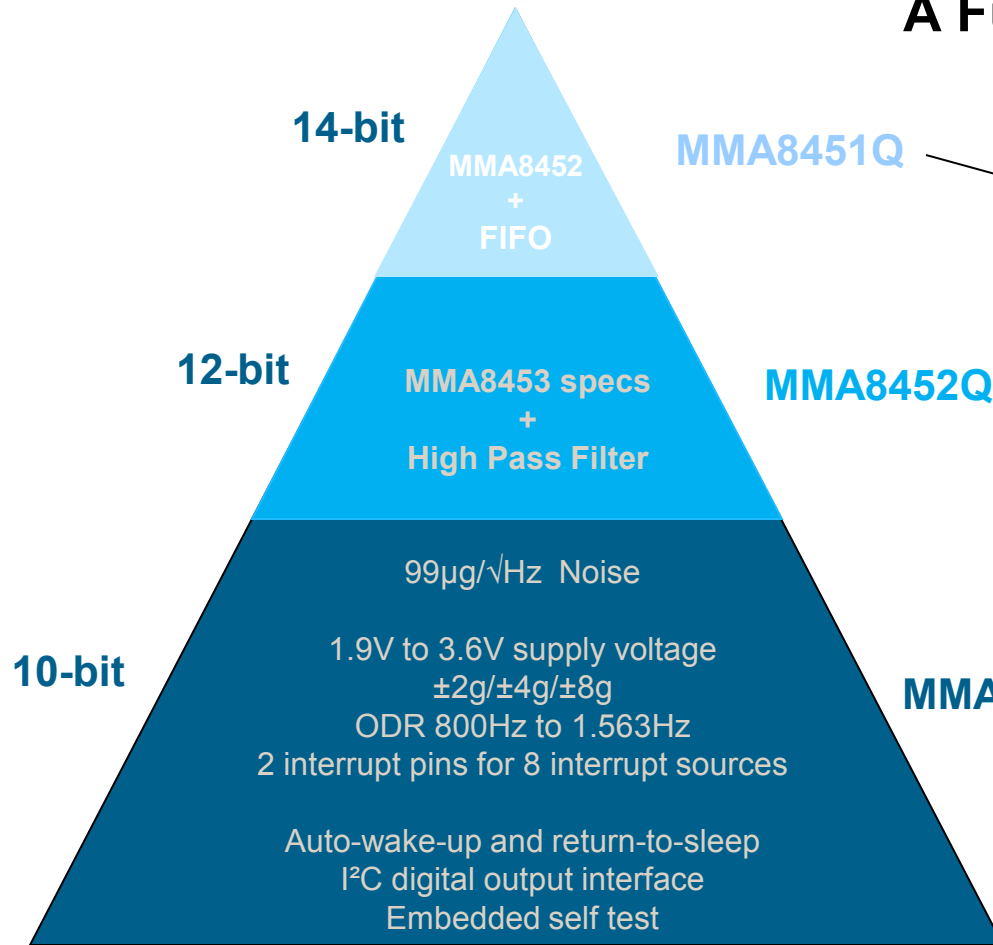 A Fu
14-bit
MMA8451Q
MMA8452
+
FIFO
12-bit
MMA8453 specs
+
High Pass Filter
MMA8452Q
99µg/√Hz Noise
1.9V to 3.6V supply voltage
±2g/±4g/±8g
ODR 800Hz to 1.563Hz
2 interrupt pins for 8 interrupt sources
10-bit
MMA
Auto-wake-up and return-to-sleep
I²C digital output interface
Embedded self test